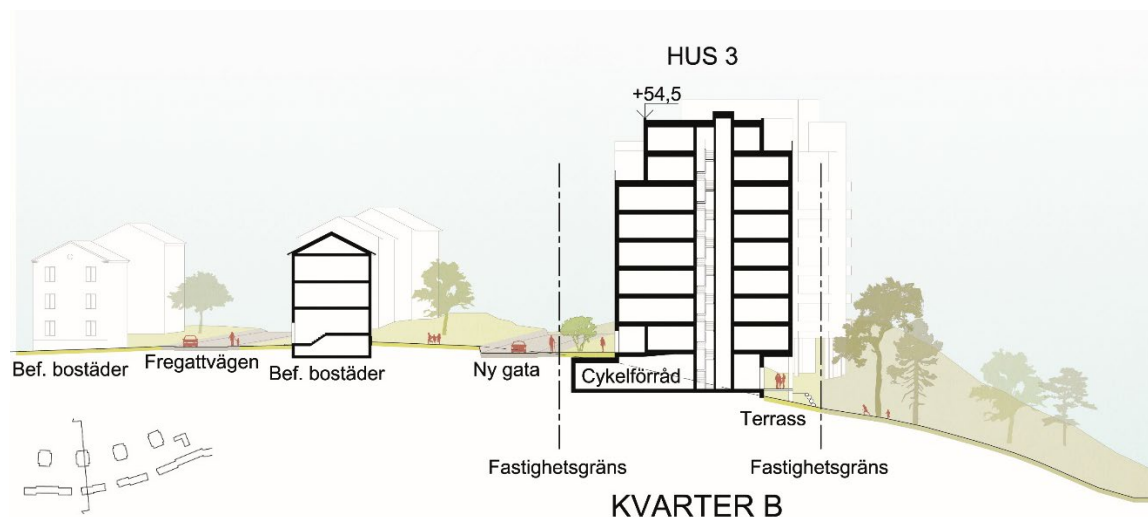 HUS 3
+54,5
Bef. bostäder
Fregattvägen
Bef. bostäder
Ny gata
Cykelförråd
Terrass
Fastighetsgräns
Fastighetsgräns
KVARTER B